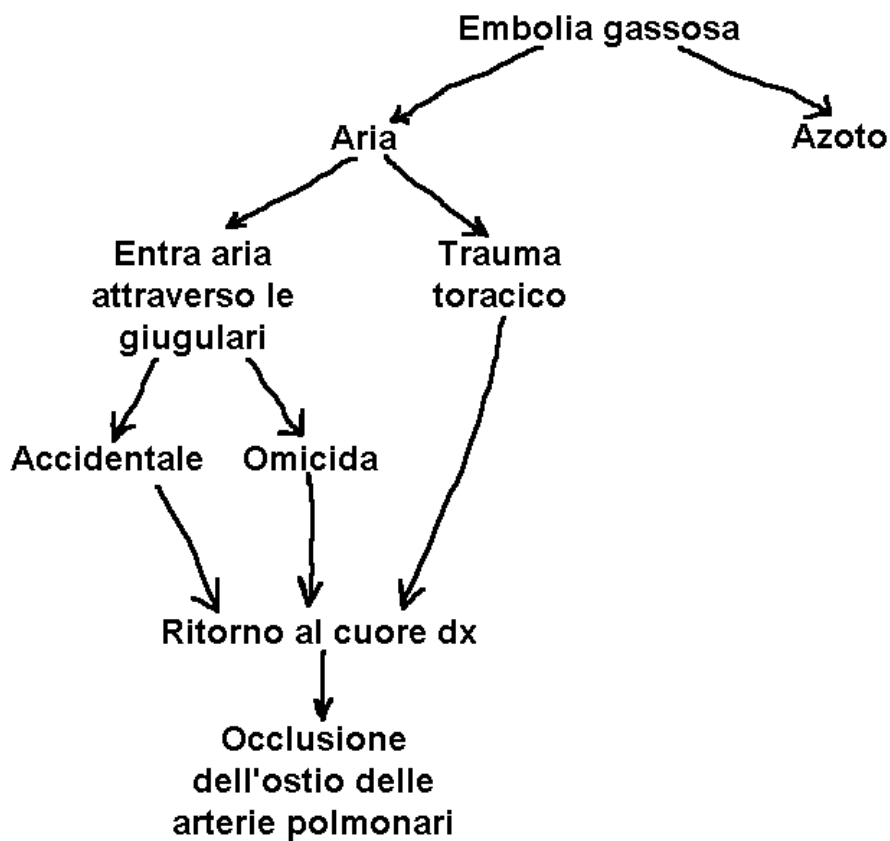 Embolia gassosa
Aria
Azoto
Entra aria
attraverso le
giugulari
Trauma
toracico
Accidentale
Omicida
Ritorno al cuore dx
Occlusione
dell'ostio delle
arterie polmonari